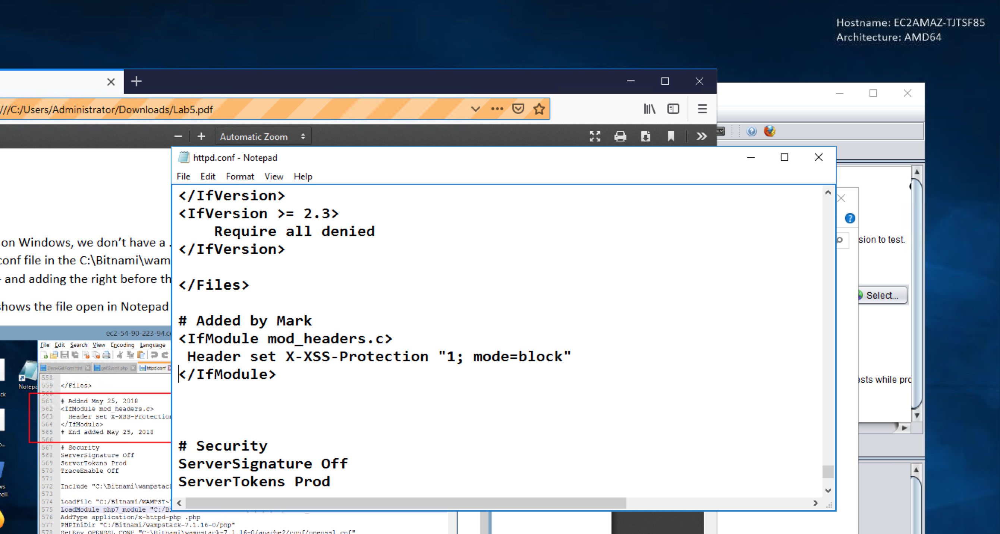 Hostname: EC2AMAZ-TJTSF85
Architecture: AMD64
///C:/Users/Administrator/Downloads/Lab5.pdf
Automatic Zoom
httpd.conf - Notepad
File Edit Format View Help
</IfVersion>
<IfVersion >= 2.3>
Require all denied
</IfVersion>
</Files>
# Added by Mark
<IfModule mod_headers.c>
Header set X-XSS-Protection "1; mode=block"
</IfModule>
# Security
ServerSignature Off
ServerTokens Prod
on Windows, we don't have a .
conf file in the C:\Bitnami\wam
- and adding the right before th
shows the file open in Notepad
ec2-54-90-223-94.c
File Edit Search View Encoding Language
DemoGetForm.html getSubmit.php httpd.conf
Notepa
558
559 </Files>
560
561 # Added May 25, 2018
562 <IfModule mod_headers.c>
563 Header set X-XSS-Protection
564 </IfModule>
565 # End added May 25, 2018
566
567 # Security
568 ServerSignature Off
569 ServerTokens Prod
570 TraceEnable Off
571
572 Include "C:\Bitnami\wampstac
573
574 LoadFile "C:/Bitnami/WAMPST~
575 LoadModule php7_module "C:/B
576 AddType application/x-httpd-php .php
577 PHPIniDir "C:/Bitnami/wampstack-7.1.16-0/php"
578 SetEnv OPENSSL_CONF "C:\Bitnami\wampstack-7.1.16-0/apache2/conf/openssl.cnf"
ck
ws
ell
sion to test.
Select...
ests while pro